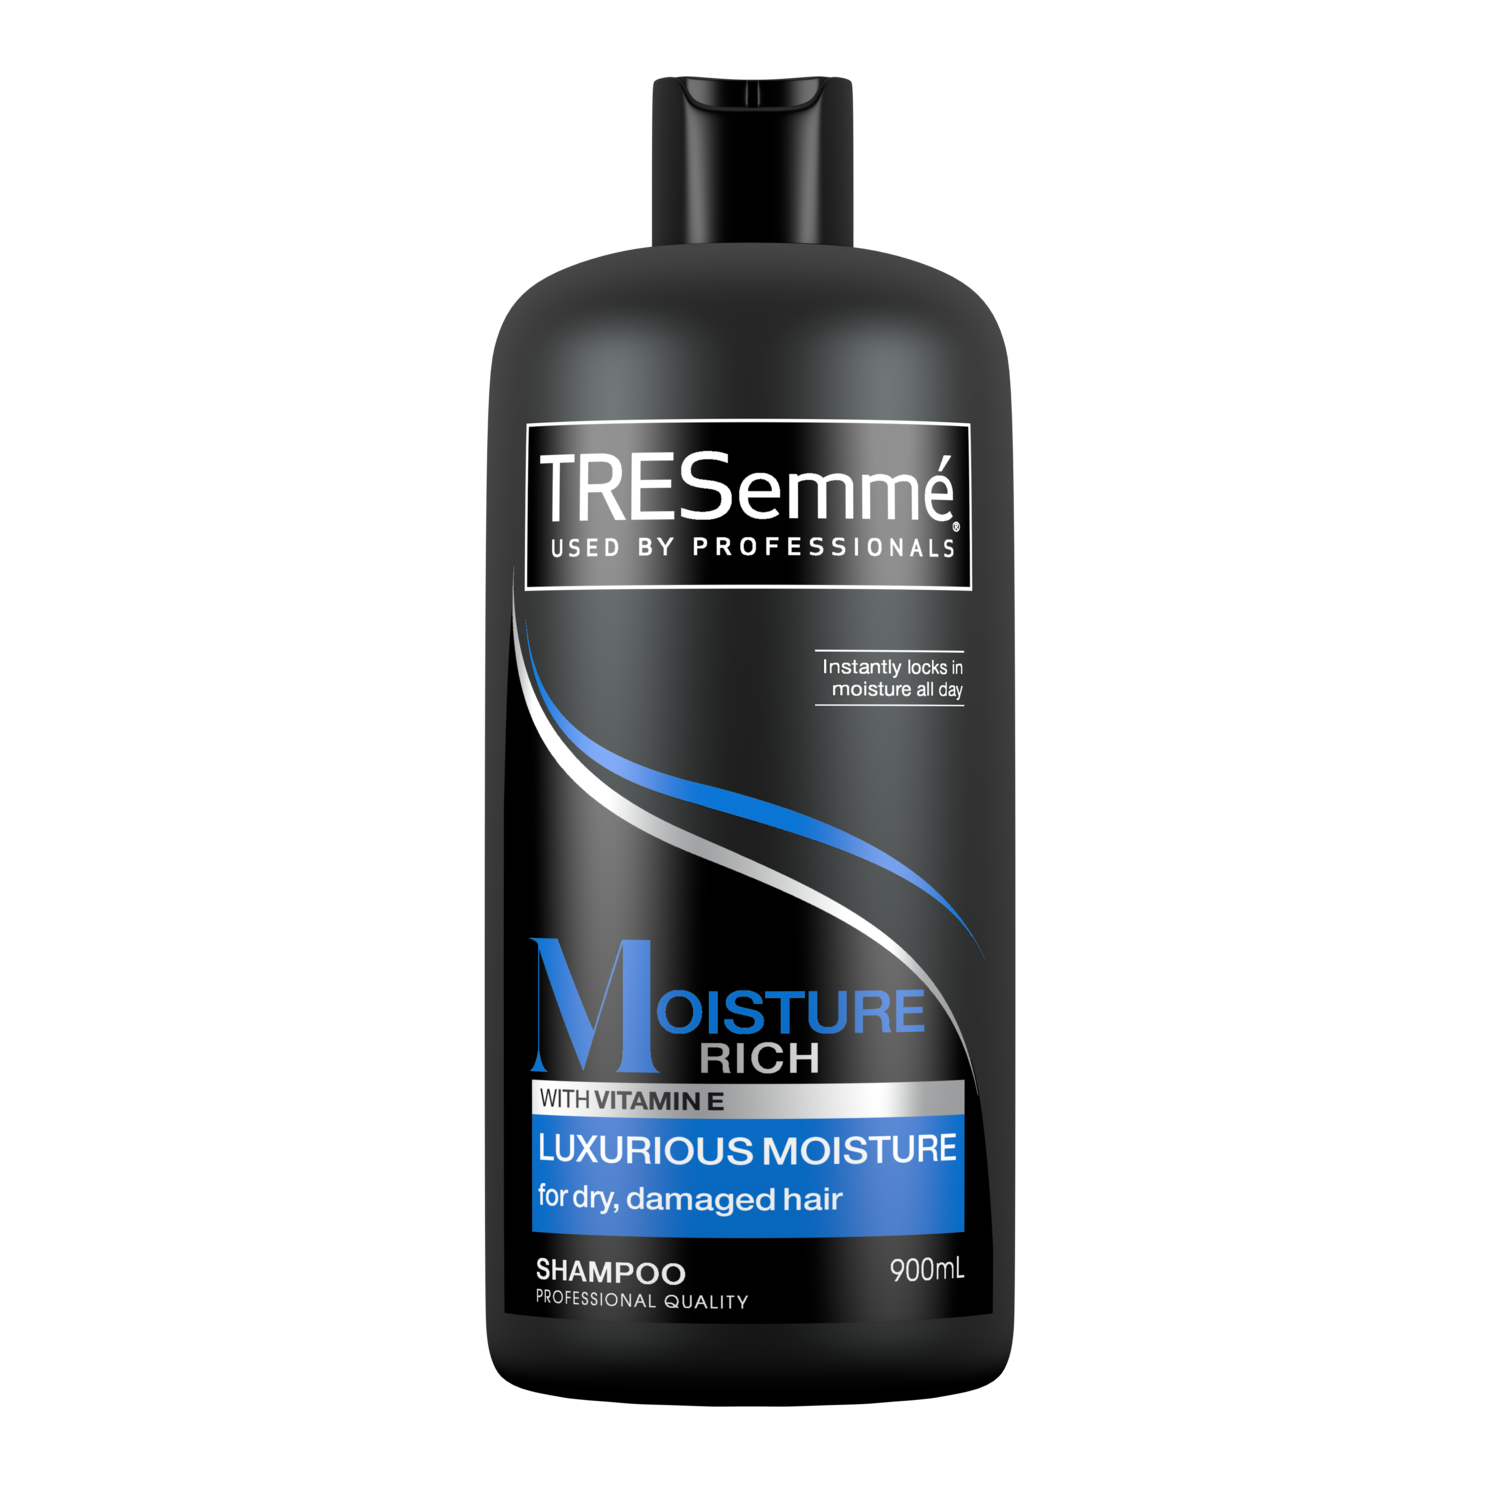 TRESemmé®
USED BY PROFESSIONALS
Instantly locks in
moisture all day
MOISTURE
RICH
WITH VITAMIN E
LUXURIOUS MOISTURE
for dry, damaged hair
SHAMPOO
900mL
PROFESSIONAL QUALITY